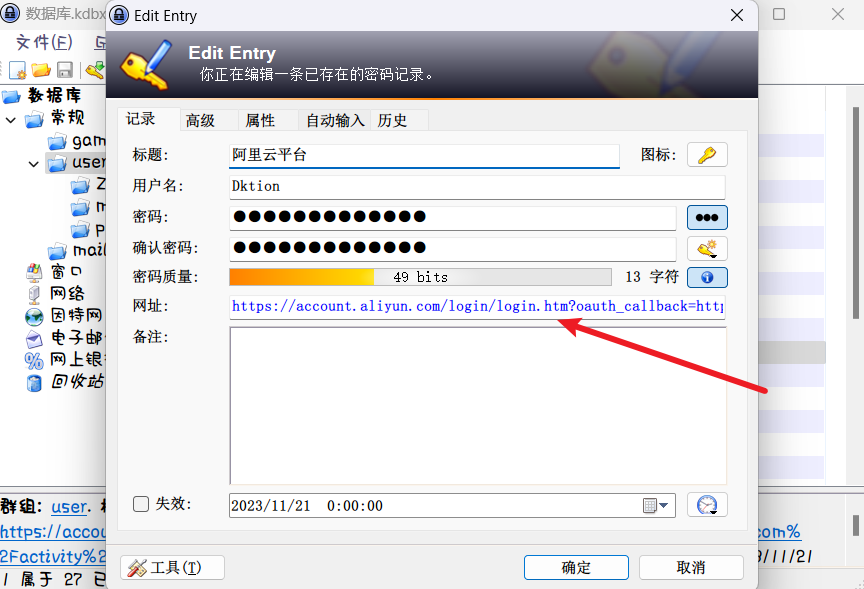 数据库.kdbx
Edit Entry
文件(F)
Edit Entry
你正在编辑一条已存在的密码记录。
数据库
常规
user
窗口
网络
因特网
电子邮
网上银
回收站
记录 高级 属性 自动输入 历史
标题: 阿里云平台 图标:
用户名: Dktion
密码: ●●●●●●●●●●●●●
确认密码: ●●●●●●●●●●●●●
密码质量: 49 bits 13 字符
网址: https://account.aliyun.com/login/login.htm?oauth_callback=http
备注:
失效: 2023/11/21 0:00:00
群组: user.
https://accou
com%
2Factivity%2
/11/21
1 属于 27 已
工具(T) 确定 取消